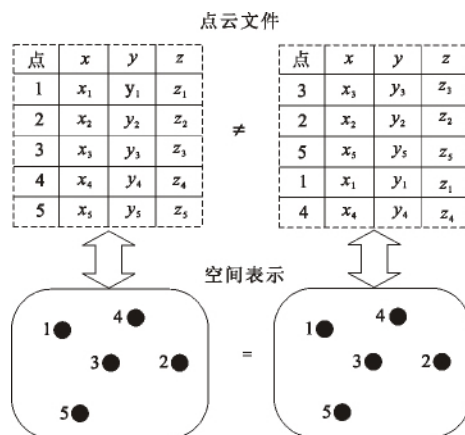 点云文件
点 x y z
1 x₁ y₁ z₁
2 x₂ y₂ z₂
3 x₃ y₃ z₃
4 x₄ y₄ z₄
5 x₅ y₅ z₅
≠
点 x y z
3 x₃ y₃ z₃
2 x₂ y₂ z₂
5 x₅ y₅ z₅
1 x₁ y₁ z₁
4 x₄ y₄ z₄
空间表示
1 4
3 2
5
=
1 4
3 2
5